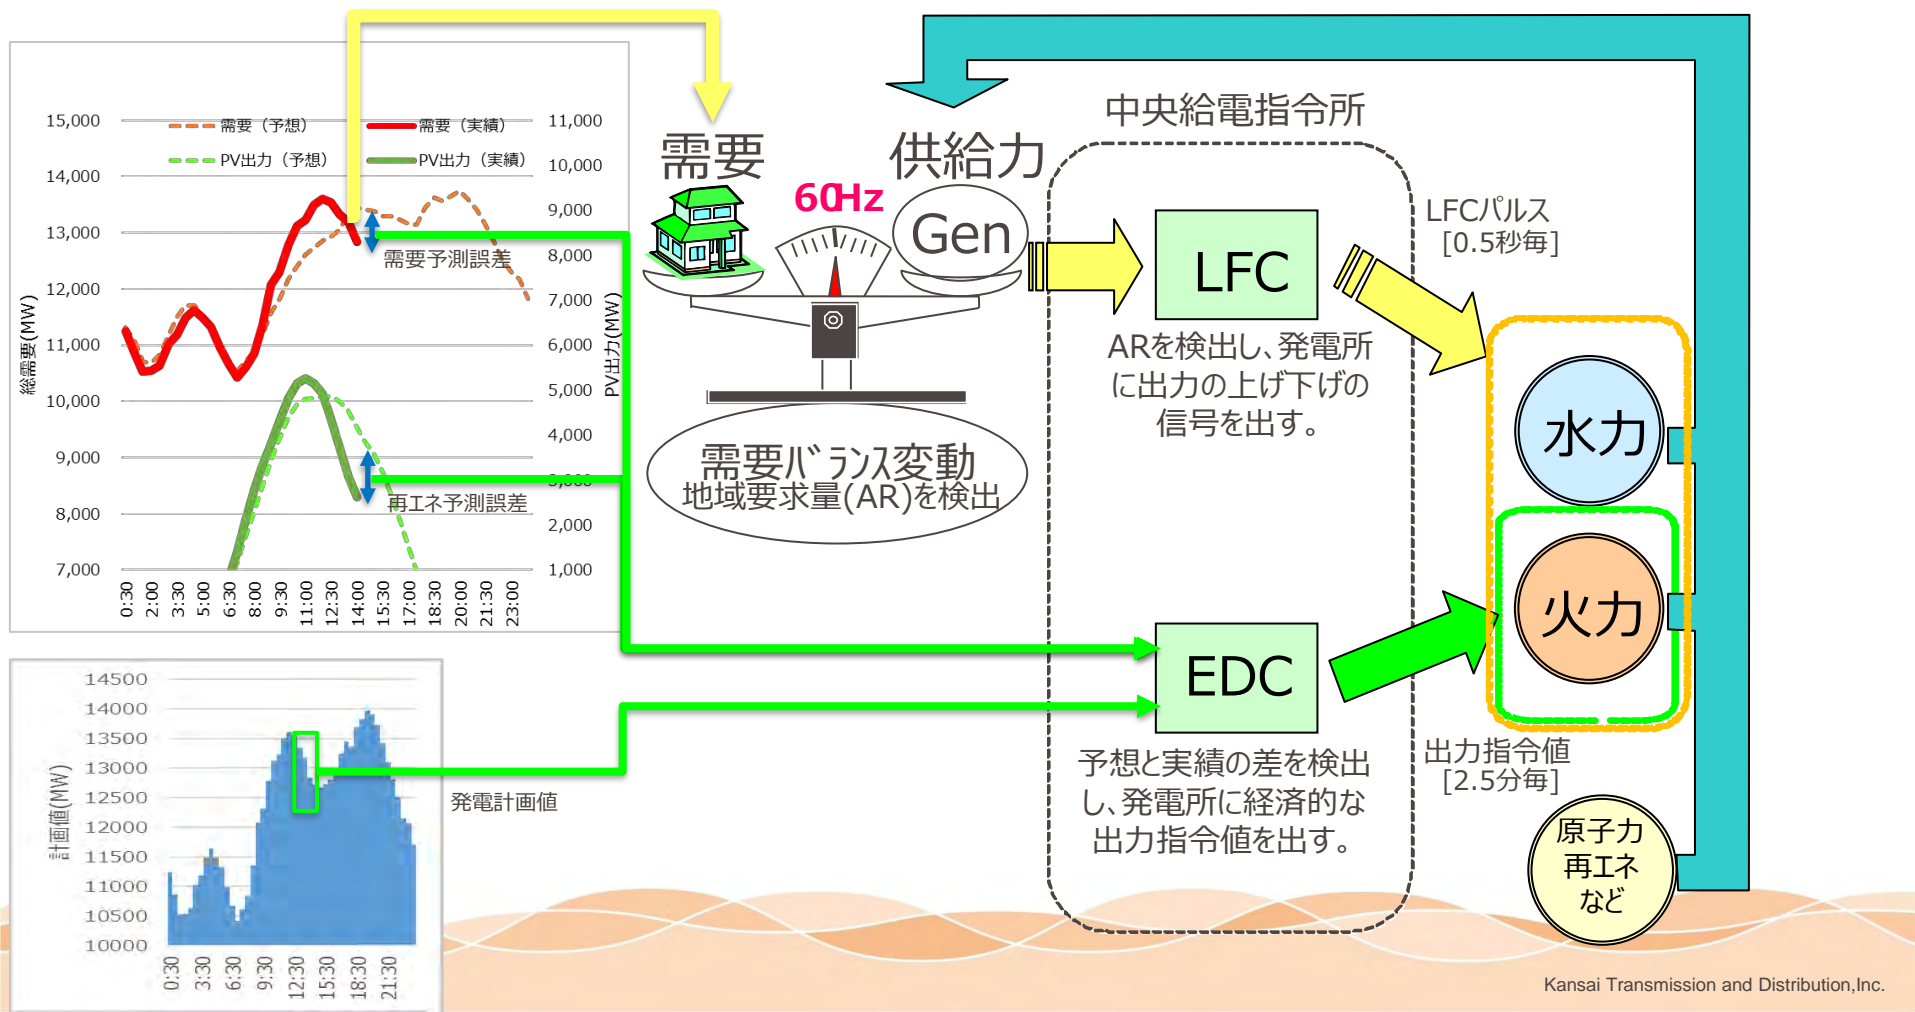 15,000
14,000
13,000
12,000
11,000
10,000
9,000
8,000
7,000
総需要(MW)
需要（予想）
需要（実績）
PV出力（予想）
PV出力（実績）
11,000
10,000
9,000
8,000
7,000
6,000
5,000
4,000
3,000
2,000
1,000
PV出力(MW)
需要予測誤差
再エネ予測誤差
0:30
2:00
3:30
5:00
6:30
8:00
9:30
11:00
12:30
14:00
15:30
17:00
18:30
20:00
21:30
23:00
14500
14000
13500
13000
12500
12000
11500
11000
10500
10000
計画値(MW)
0:30
3:30
6:30
9:30
12:30
15:30
18:30
21:30
発電計画値
需要
供給力
60Hz
Gen
需要バランス変動
地域要求量(AR)を検出
中央給電指令所
LFC
ARを検出し、発電所
に出力の上げ下げの
信号を出す。
EDC
予想と実績の差を検出
し、発電所に経済的な
出力指令値を出す。
LFCパルス
[0.5秒毎]
水力
火力
出力指令値
[2.5分毎]
原子力
再エネ
など
Kansai Transmission and Distribution,Inc.